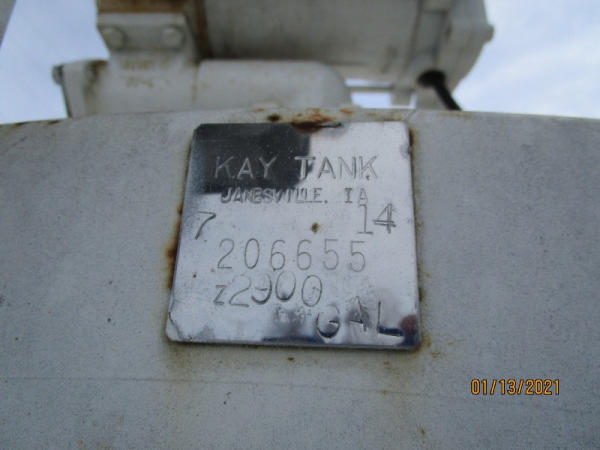 KAY TANK
JANESVILLE, IA
7 14
206655
z2900
GAL
01/13/2021